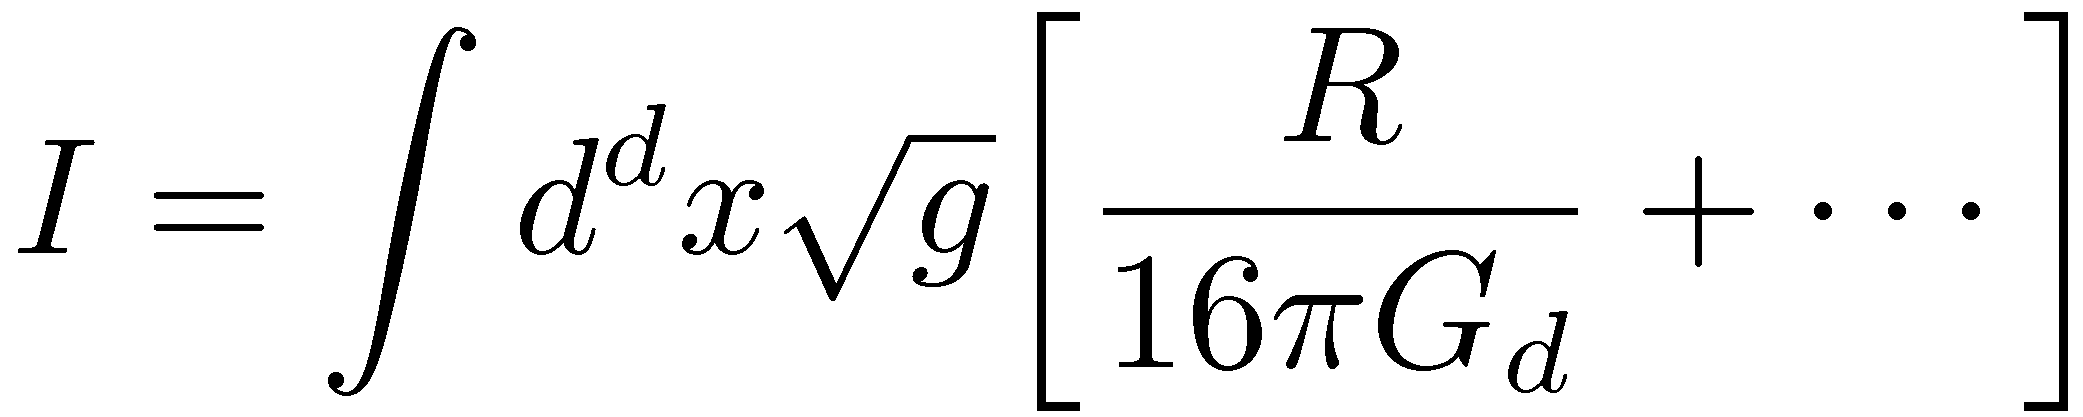 I = \int d^d x \sqrt{g} \left[ \frac{R}{16 \pi G_d} + \cdots \right]